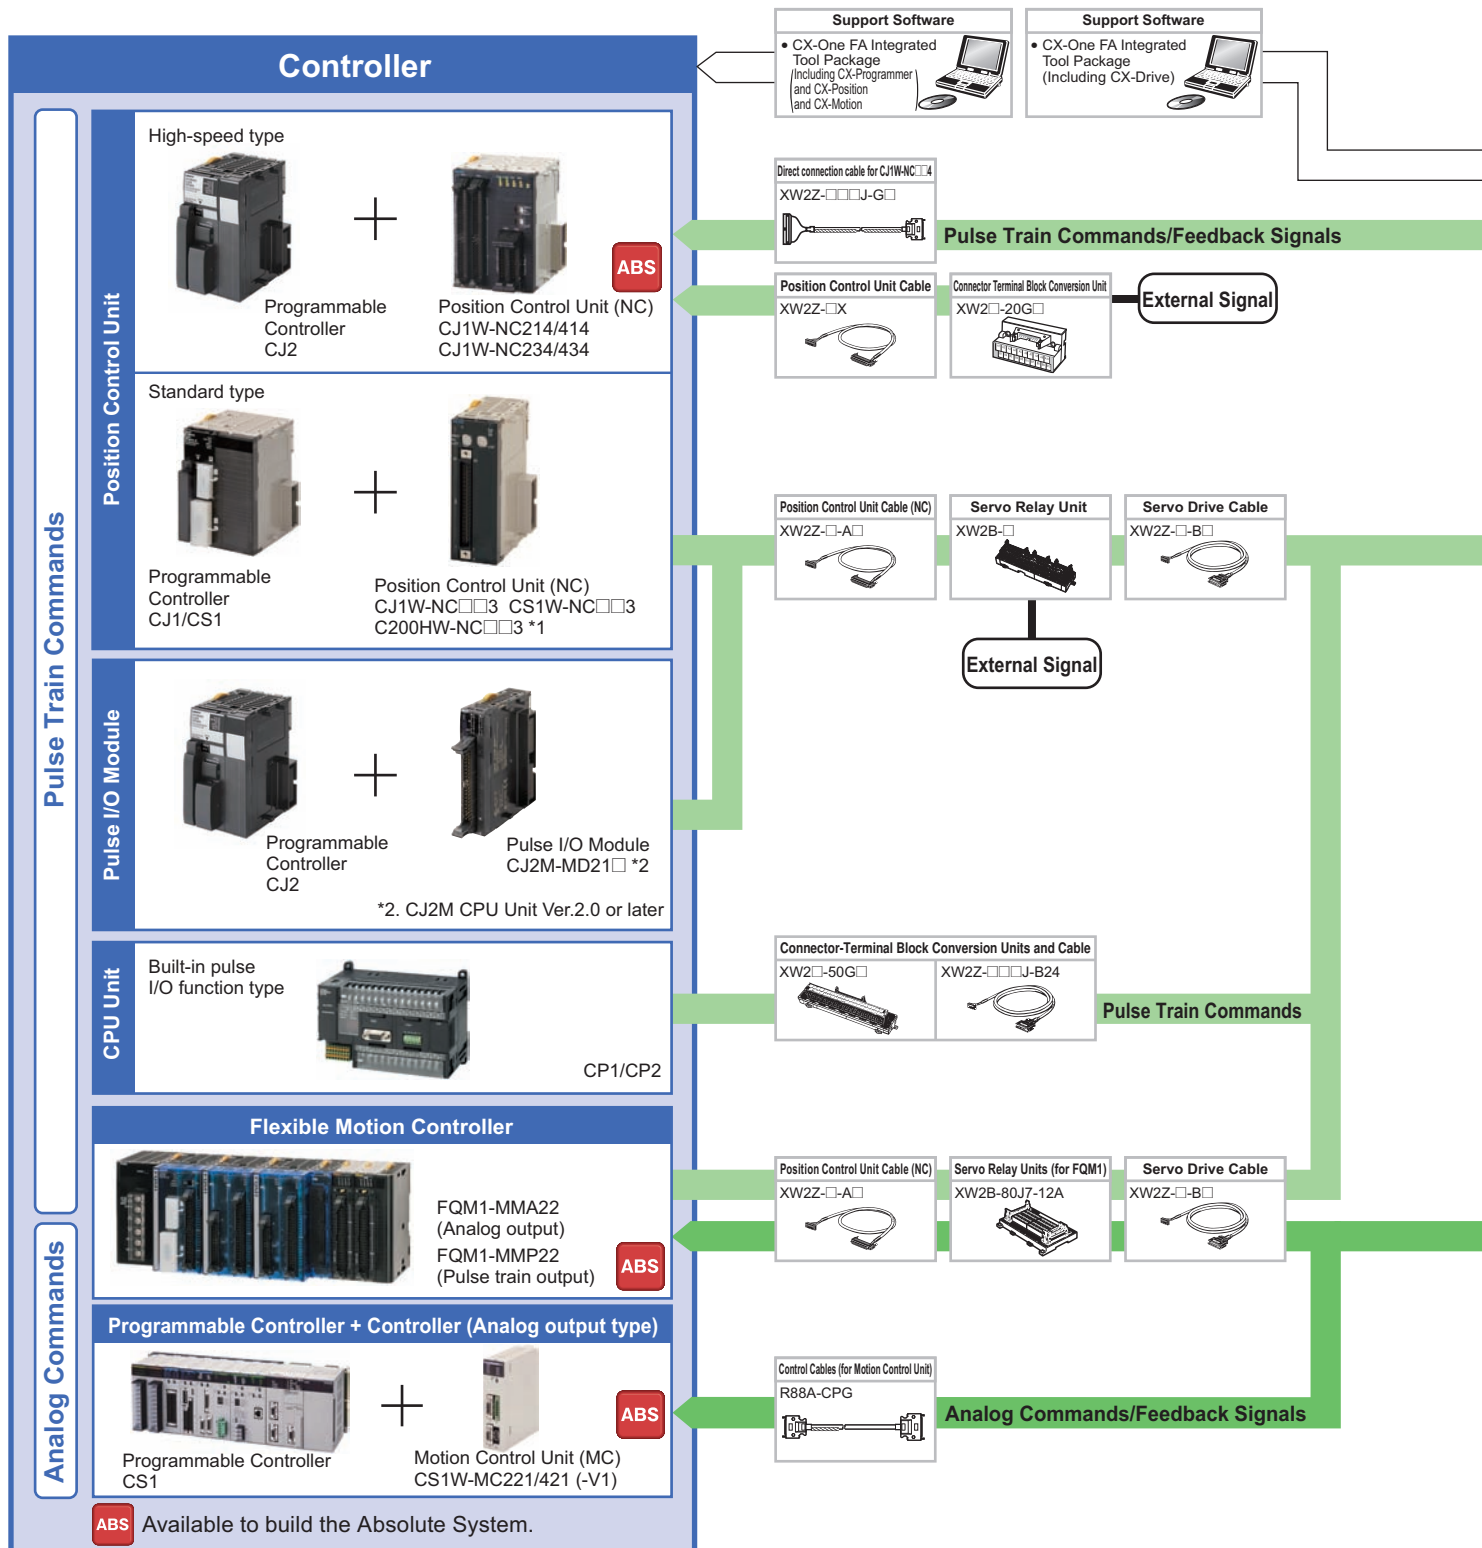 Support Software
• CX-One FA Integrated
Tool Package
(Including CX-Programmer
and CX-Position
and CX-Motion)
Support Software
• CX-One FA Integrated
Tool Package
(Including CX-Drive)
Controller
Pulse Train Commands
Analog Commands
Position Control Unit
High-speed type
Programmable
Controller
CJ2
ABS
Position Control Unit (NC)
CJ1W-NC214/414
CJ1W-NC234/434
Direct connection cable for CJ1W-NC□□4
XW2Z-□□□J-G□
Pulse Train Commands/Feedback Signals
Position Control Unit Cable
XW2Z-□X
Connector Terminal Block Conversion Unit
XW2□-20G□
External Signal
Standard type
Programmable
Controller
CJ1/CS1
Position Control Unit (NC)
CJ1W-NC□□3 CS1W-NC□□3
C200HW-NC□□3 *1
Position Control Unit Cable (NC)
XW2Z-□-A□
Servo Relay Unit
XW2B-□
Servo Drive Cable
XW2Z-□-B□
External Signal
Pulse I/O Module
Programmable
Controller
CJ2
Pulse I/O Module
CJ2M-MD21□ *2
*2. CJ2M CPU Unit Ver.2.0 or later
CPU Unit
Built-in pulse
I/O function type
CP1/CP2
Connector-Terminal Block Conversion Units and Cable
XW2□-50G□
XW2Z-□□□J-B24
Pulse Train Commands
Flexible Motion Controller
FQM1-MMA22
(Analog output)
FQM1-MMP22
(Pulse train output)
ABS
Position Control Unit Cable (NC)
XW2Z-□-A□
Servo Relay Units (for FQM1)
XW2B-80J7-12A
Servo Drive Cable
XW2Z-□-B□
Programmable Controller + Controller (Analog output type)
Programmable Controller
CS1
Motion Control Unit (MC)
CS1W-MC221/421 (-V1)
ABS
Control Cables (for Motion Control Unit)
R88A-CPG
Analog Commands/Feedback Signals
ABS Available to build the Absolute System.